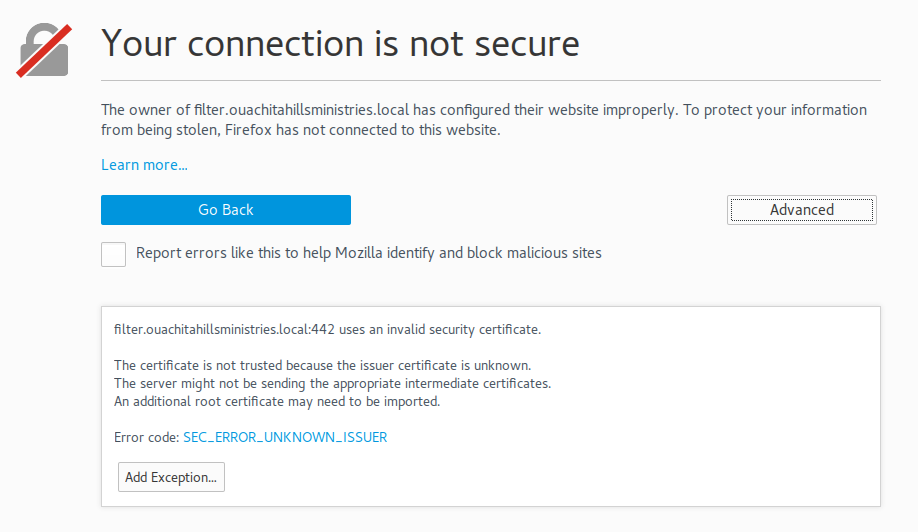 Your connection is not secure
The owner of filter.ouachitahillsministries.local has configured their website improperly. To protect your information
from being stolen, Firefox has not connected to this website.
Learn more...
Go Back
Advanced
Report errors like this to help Mozilla identify and block malicious sites
filter.ouachitahillsministries.local:442 uses an invalid security certificate.
The certificate is not trusted because the issuer certificate is unknown.
The server might not be sending the appropriate intermediate certificates.
An additional root certificate may need to be imported.
Error code: SEC_ERROR_UNKNOWN_ISSUER
Add Exception...